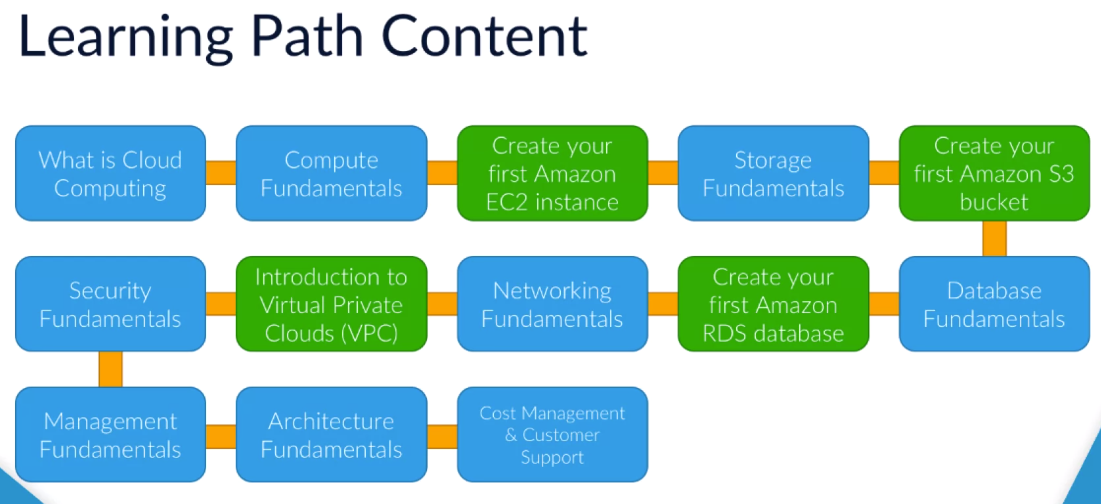 Learning Path Content
What is Cloud
Computing
Compute
Fundamentals
Create your
first Amazon
EC2 instance
Storage
Fundamentals
Create your
first Amazon S3
bucket
Security
Fundamentals
Introduction to
Virtual Private
Clouds (VPC)
Networking
Fundamentals
Create your
first Amazon
RDS database
Database
Fundamentals
Management
Fundamentals
Architecture
Fundamentals
Cost Management
& Customer
Support